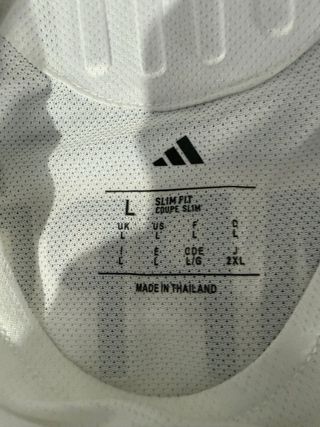 L SLIM FIT
COUPE SLIM
UK US F D
L L L L
I E CDE J
L L L/G 2XL
MADE IN THAILAND